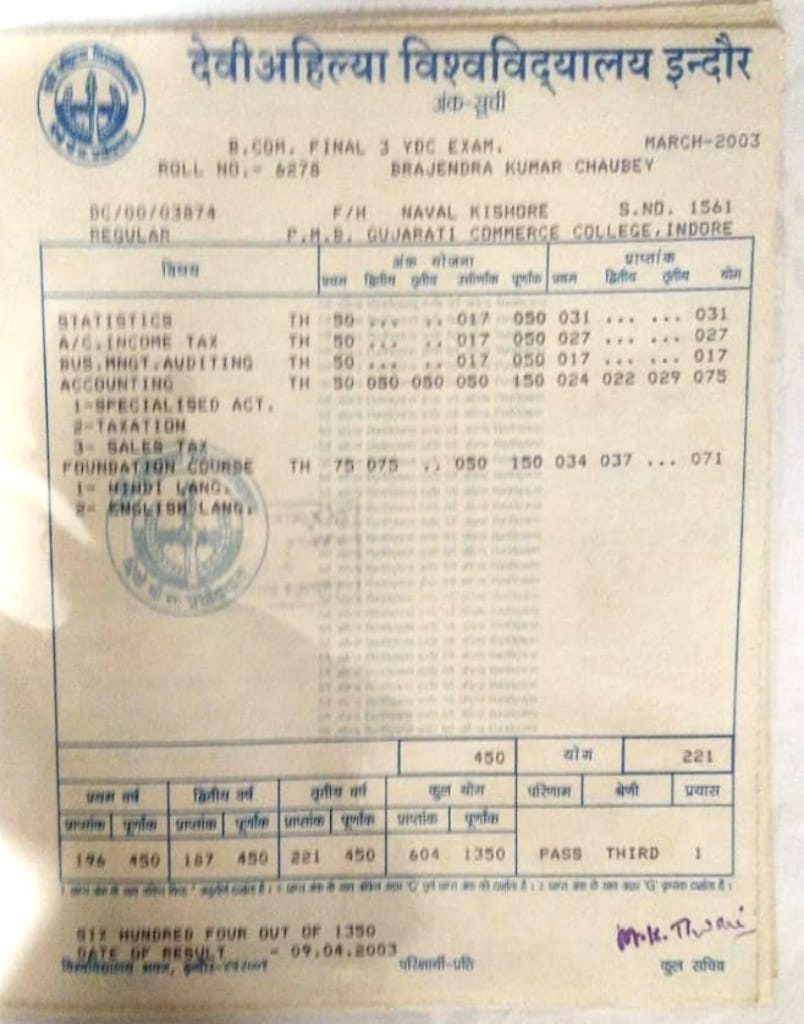 देवी अहिल्या विश्वविद्यालय इन्दौर
अंक-सूची
B.COM. FINAL 3 YDC EXAM. MARCH-2003
ROLL NO.= 6278 BRAJENDRA KUMAR CHAUBEY
DC/00/03874 F/H NAVAL KISHORE S.NO. 1561
REGULAR P.M.B. GUJARATI COMMERCE COLLEGE,INDORE
विषय अंक योजना प्राप्तांक
प्रथम द्वितीय तृतीय उत्तीर्णांक पूर्णांक प्रथम द्वितीय तृतीय योग
STATISTICS TH 50 ... .. 017 050 031 ... ... 031
A/C.INCOME TAX TH 50 ... .. 017 050 027 ... ... 027
BUS.MNGT.AUDITING TH 50 ... .. 017 050 017 ... ... 017
ACCOUNTING TH 50 050 050 050 150 024 022 029 075
1=SPECIALISED ACT.
2=TAXATION
3= SALES TAX
FOUNDATION COURSE TH 75 075 .. 050 150 034 037 ... 071
1= HINDI LANG.
2= ENGLISH LANG.
450 योग 221
प्रथम वर्ष द्वितीय वर्ष तृतीय वर्ष कुल योग परिणाम श्रेणी प्रयास
प्राप्तांक पूर्णांक प्राप्तांक पूर्णांक प्राप्तांक पूर्णांक प्राप्तांक पूर्णांक
196 450 187 450 221 450 604 1350 PASS THIRD 1
SIX HUNDRED FOUR OUT OF 1350
DATE OF RESULT - 09.04.2003
विश्वविद्यालय भवन, परिक्षार्थी-प्रति कुल सचिव